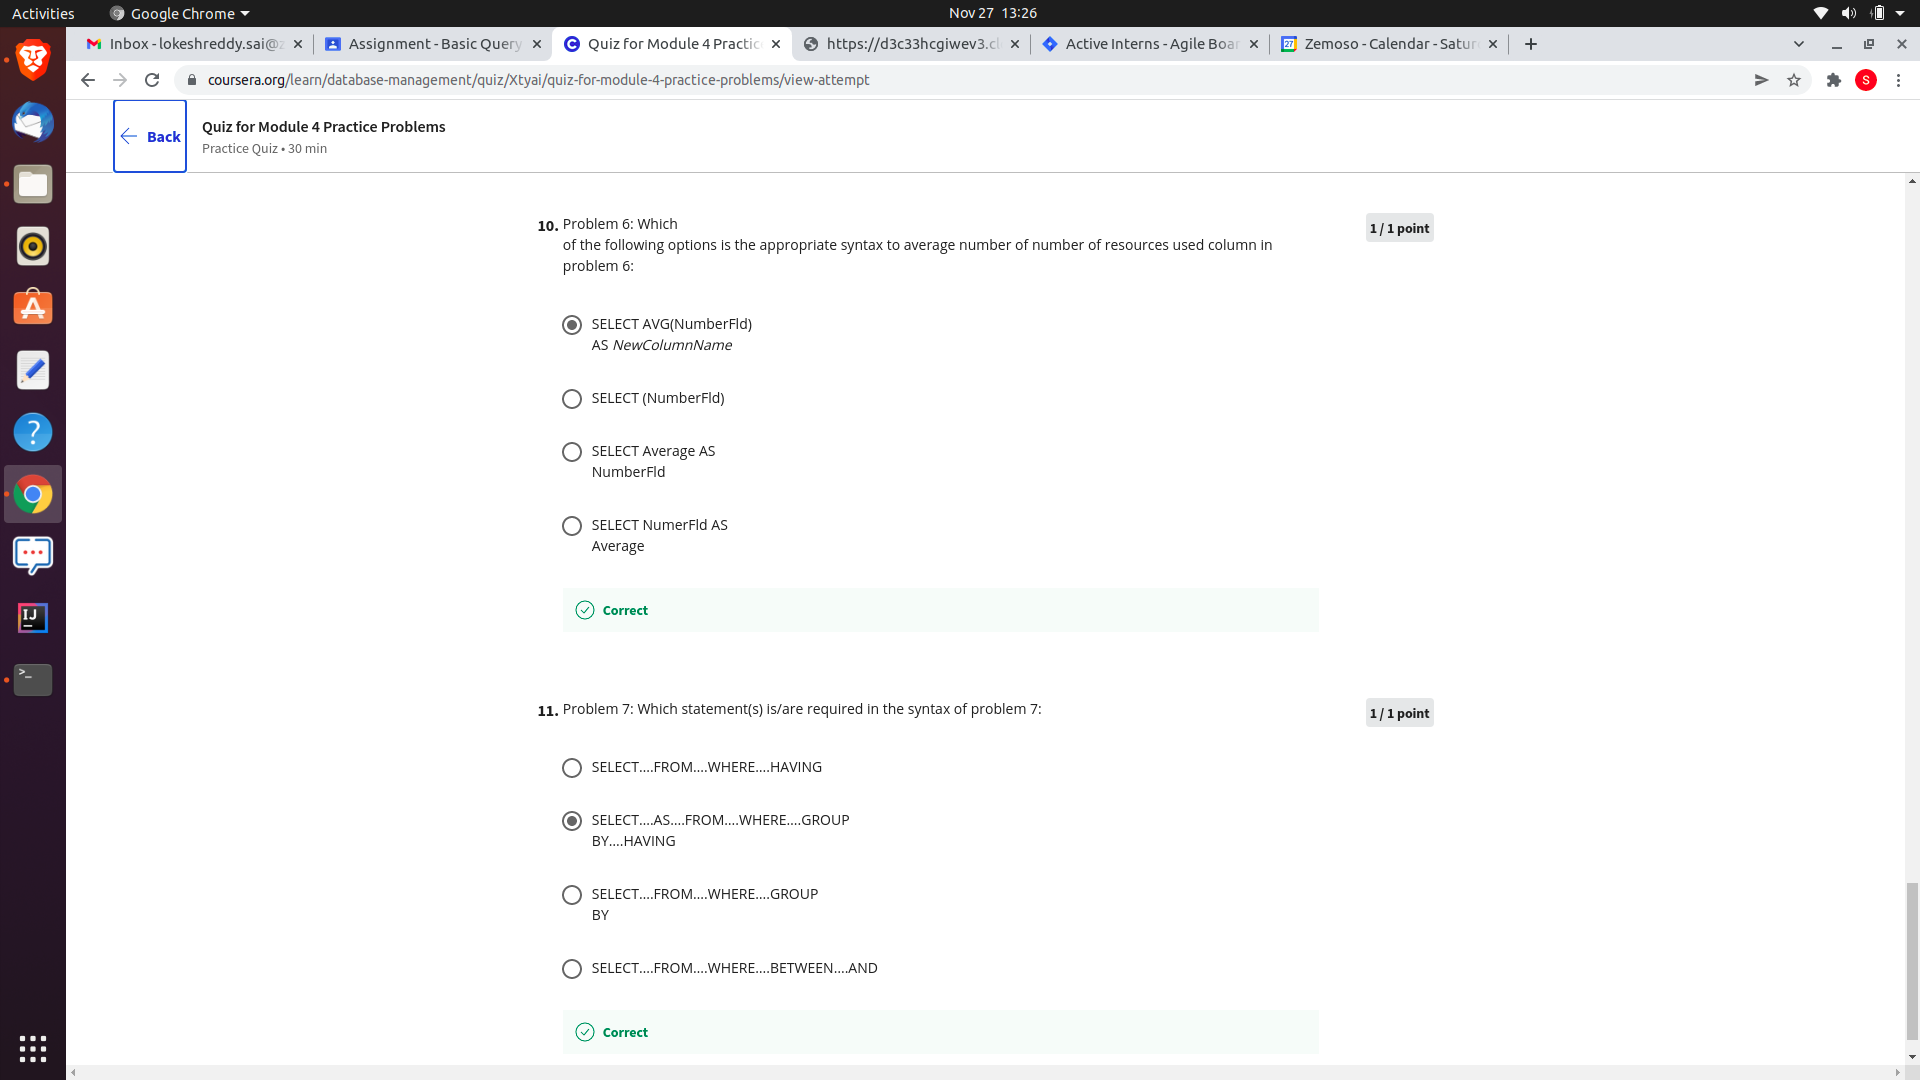 Activities
Google Chrome
Nov 27 13:26
Inbox - lokeshreddy.sai@z
Assignment - Basic Query
Quiz for Module 4 Practic
https://d3c33hcgiwev3.cl
Active Interns - Agile Boar
27
Zemoso - Calendar - Satur
coursera.org/learn/database-management/quiz/Xtyai/quiz-for-module-4-practice-problems/view-attempt
S
Back
Quiz for Module 4 Practice Problems
Practice Quiz • 30 min
10. Problem 6: Which
of the following options is the appropriate syntax to average number of number of resources used column in
problem 6:
1 / 1 point
SELECT AVG(NumberFld)
AS NewColumnName
SELECT (NumberFld)
SELECT Average AS
NumberFld
SELECT NumerFld AS
Average
Correct
11. Problem 7: Which statement(s) is/are required in the syntax of problem 7:
1 / 1 point
SELECT....FROM....WHERE....HAVING
SELECT....AS....FROM....WHERE....GROUP
BY....HAVING
SELECT....FROM....WHERE....GROUP
BY
SELECT....FROM....WHERE....BETWEEN....AND
Correct
IJ